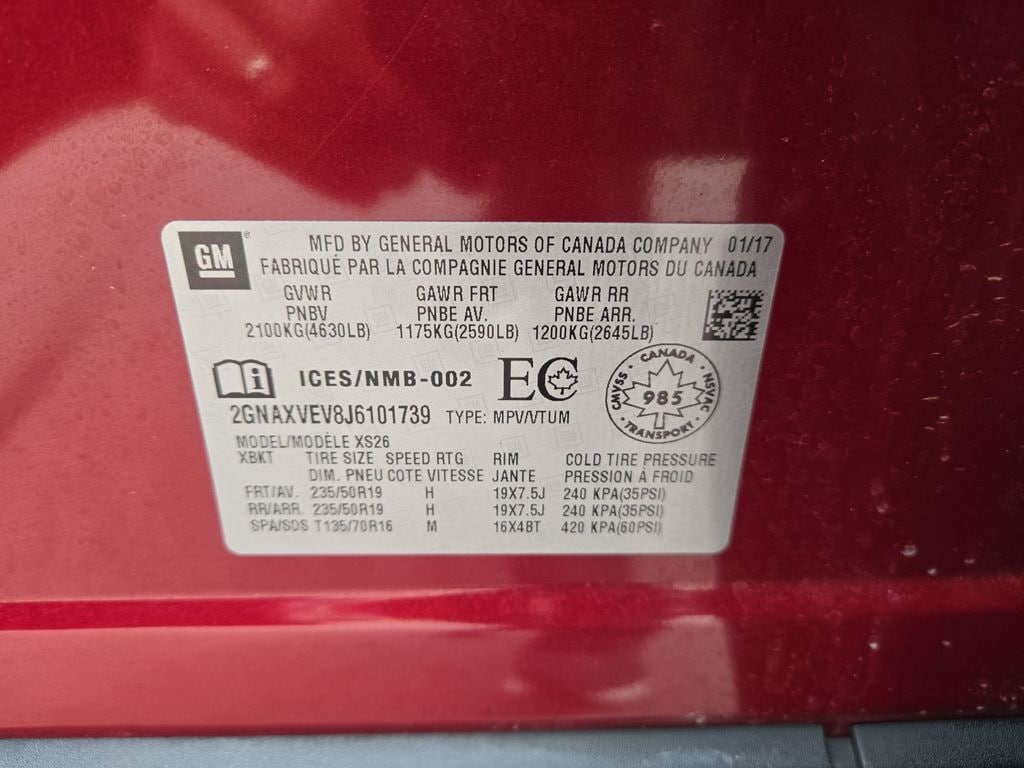 GM
MFD BY GENERAL MOTORS OF CANADA COMPANY 01/17
FABRIQUÉ PAR LA COMPAGNIE GENERAL MOTORS DU CANADA
GVWR GAWR FRT GAWR RR
PNBV PNBE AV. PNBE ARR.
2100KG(4630LB) 1175KG(2590LB) 1200KG(2645LB)
i ICES/NMB-002 EC
CANADA
CMVSS 985 NSVAC
TRANSPORT
2GNAXVEV8J6101739 TYPE: MPV/VTUM
MODEL/MODÈLE XS26
XBKT TIRE SIZE SPEED RTG RIM COLD TIRE PRESSURE
DIM. PNEU COTE VITESSE JANTE PRESSION À FROID
FRT/AV. 235/50R19 H 19X7.5J 240 KPA(35PSI)
RR/ARR. 235/50R19 H 19X7.5J 240 KPA(35PSI)
SPA/SOS T135/70R16 M 16X4BT 420 KPA(60PSI)